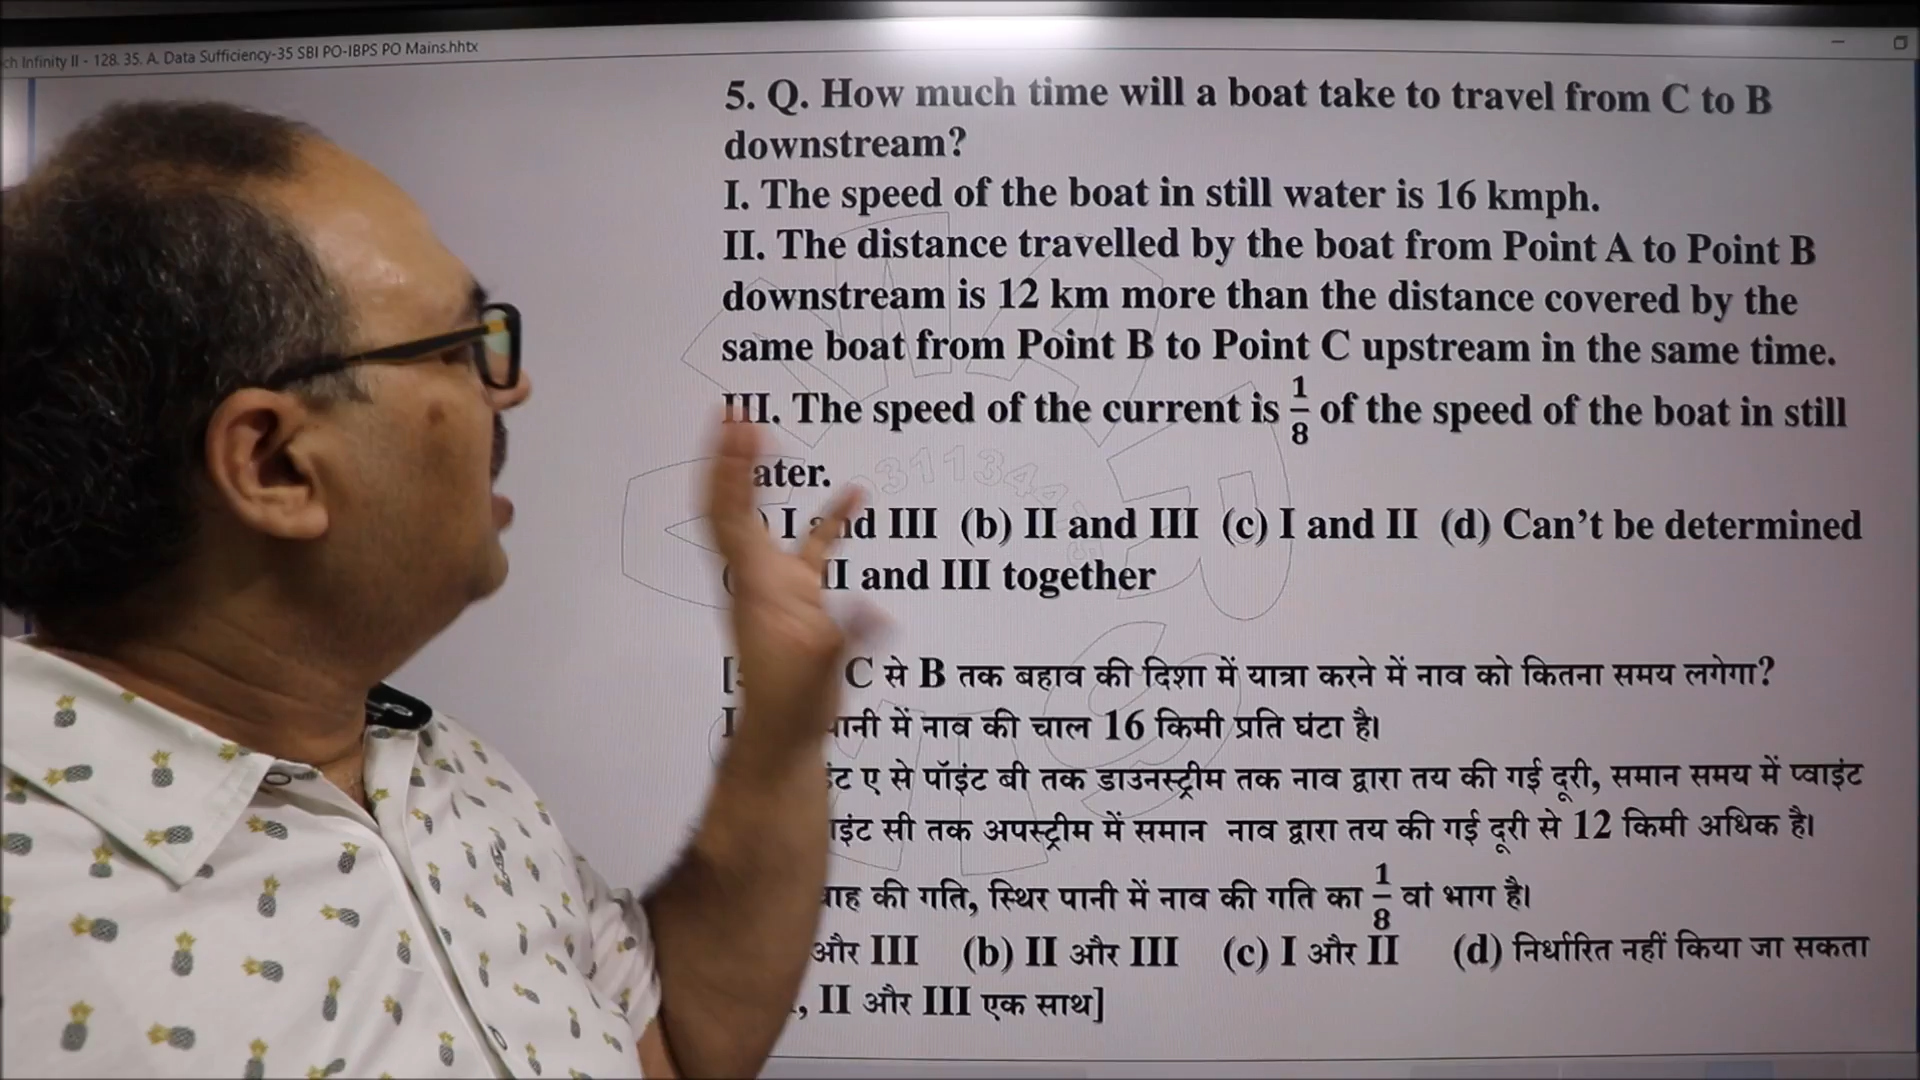 ch Infinity II - 128. 35. A. Data Sufficiency-35 SBI PO-IBPS PO Mains.hhtx
5. Q. How much time will a boat take to travel from C to B
downstream?
I. The speed of the boat in still water is 16 kmph.
II. The distance travelled by the boat from Point A to Point B
downstream is 12 km more than the distance covered by the
same boat from Point B to Point C upstream in the same time.
III. The speed of the current is 1/8 of the speed of the boat in still
ater.
) I and III (b) II and III (c) I and II (d) Can't be determined
II and III together
C से B तक बहाव की दिशा में यात्रा करने में नाव को कितना समय लगेगा?
पानी में नाव की चाल 16 किमी प्रति घंटा है।
इंट ए से पॉइंट बी तक डाउनस्ट्रीम तक नाव द्वारा तय की गई दूरी, समान समय में प्वाइंट
इंट सी तक अपस्ट्रीम में समान नाव द्वारा तय की गई दूरी से 12 किमी अधिक है।
वाह की गति, स्थिर पानी में नाव की गति का 1/8 वां भाग है।
और III (b) II और III (c) I और II (d) निर्धारित नहीं किया जा सकता
, II और III एक साथ]